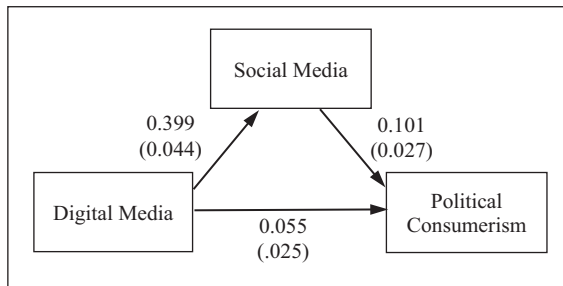 Social Media
0.399
(0.044)
0.101
(0.027)
Digital Media
Political
Consumerism
0.055
(.025)